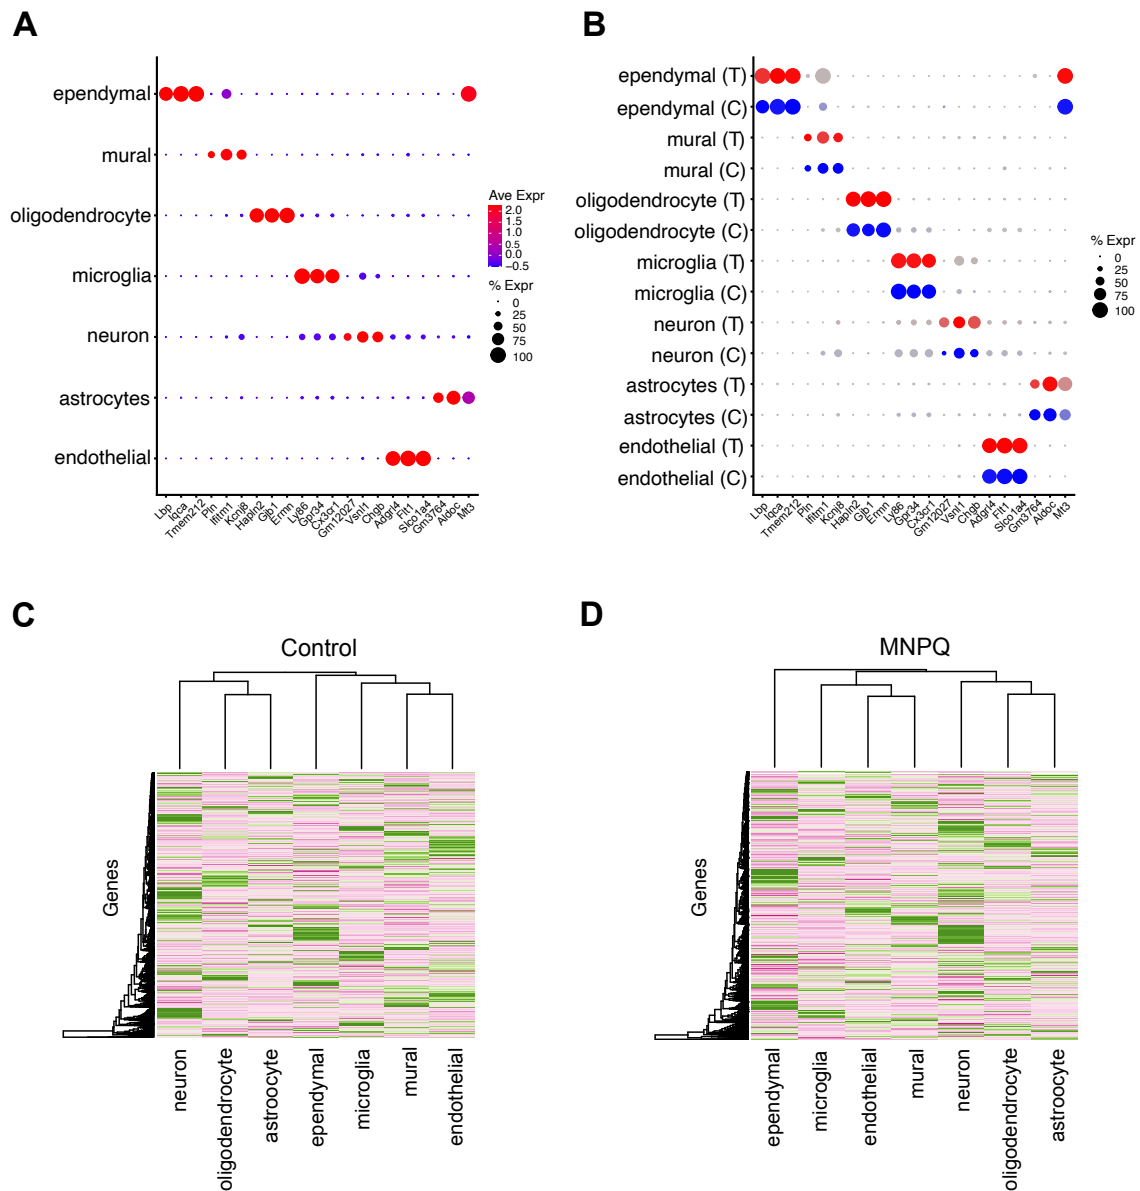 A
ependymal
mural
oligodendrocyte
microglia
neuron
astrocytes
endothelial
Lbp
Iqca
Tmem212
Pln
Ifitm1
Kcnj8
Hapln2
Gjb1
Ermn
Ly86
Gpr34
Cx3cr1
Gm12027
Vsnl1
Chgb
Adgrl4
Flt1
Slco1a4
Gm3764
Aldoc
Mt3
Ave Expr
2.0
1.5
1.0
0.5
0.0
−0.5
% Expr
0
25
50
75
100
B
ependymal (T)
ependymal (C)
mural (T)
mural (C)
oligodendrocyte (T)
oligodendrocyte (C)
microglia (T)
microglia (C)
neuron (T)
neuron (C)
astrocytes (T)
astrocytes (C)
endothelial (T)
endothelial (C)
Lbp
Iqca
Tmem212
Pln
Ifitm1
Kcnj8
Hapln2
Gjb1
Ermn
Ly86
Gpr34
Cx3cr1
Gm12027
Vsnl1
Chgb
Adgrl4
Flt1
Slco1a4
Gm3764
Aldoc
Mt3
% Expr
0
25
50
75
100
C
Control
Genes
neuron
oligodendrocyte
astroocyte
ependymal
microglia
mural
endothelial
D
MNPQ
Genes
ependymal
microglia
endothelial
mural
neuron
oligodendrocyte
astroocyte